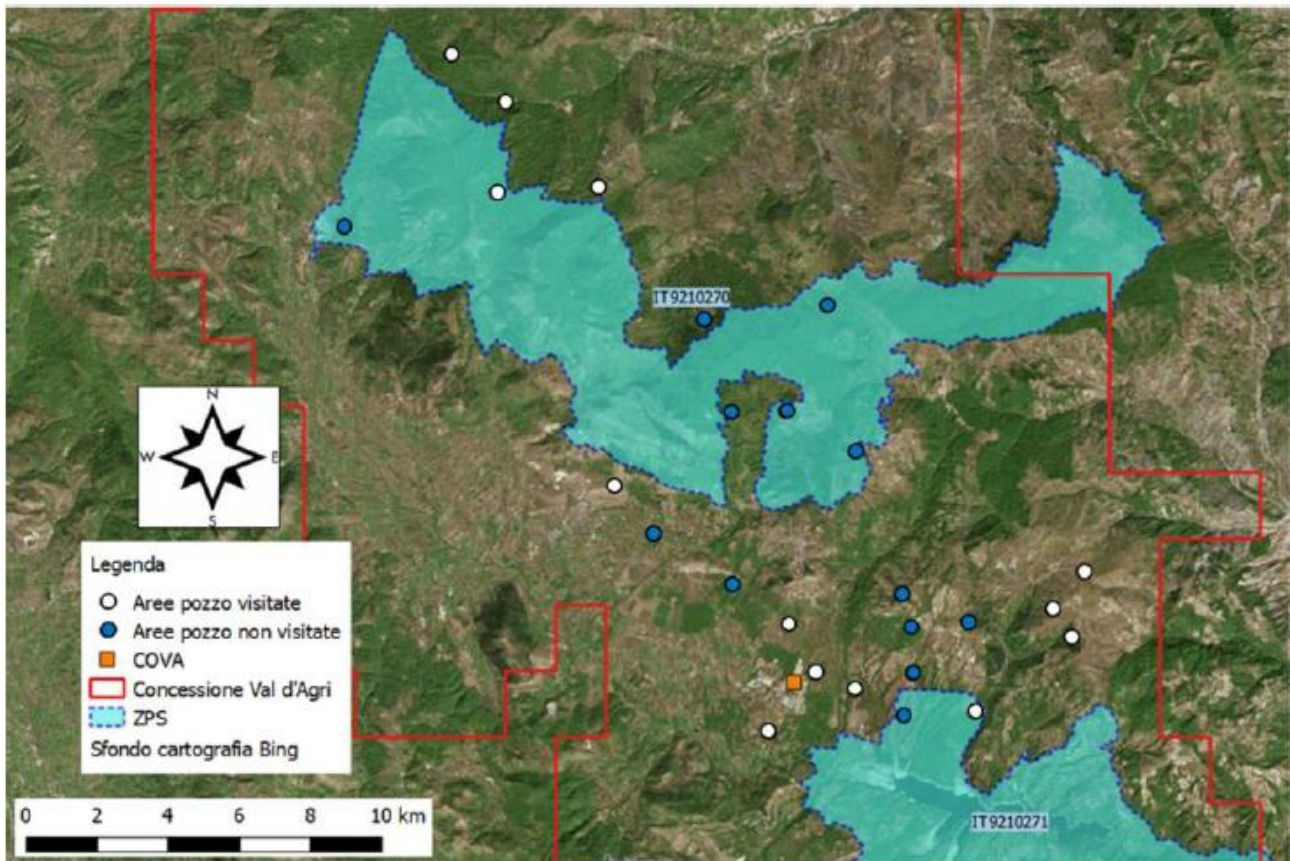 IT9210270
N
W E
S
Legenda
Aree pozzo visitate
Aree pozzo non visitate
COVA
Concessione Val d'Agri
ZPS
Sfondo cartografia Bing
0 2 4 6 8 10 km
IT9210271